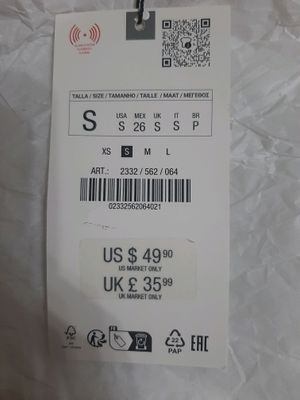 TALLA / SIZE / TAMANHO / TAILLE / MAAT / ΜΕΓΕΘΟΣ
USA MEX UK IT BR
S S 26 S S P
XS S M L
ART.: 2332 / 562 / 064
02332562064021
US $ 49.90
US MARKET ONLY
UK £ 35.99
UK MARKET ONLY
FSC
22
PAP
EAC